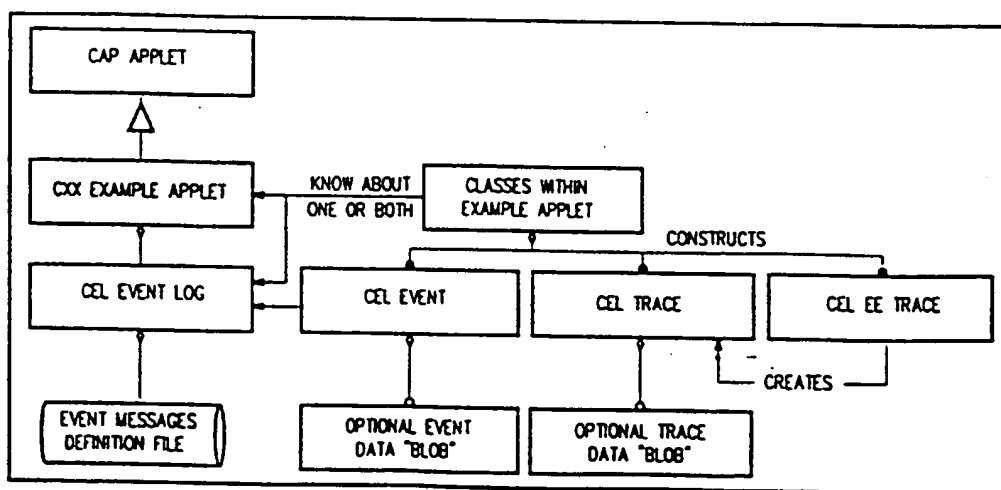 CAP APPLET
CXX EXAMPLE APPLET
KNOW ABOUT
ONE OR BOTH
CLASSES WITHIN
EXAMPLE APPLET
CONSTRUCTS
CEL EVENT LOG
CEL EVENT
CEL TRACE
CEL EE TRACE
CREATES
EVENT MESSAGES
DEFINITION FILE
OPTIONAL EVENT
DATA "BLOB"
OPTIONAL TRACE
DATA "BLOB"